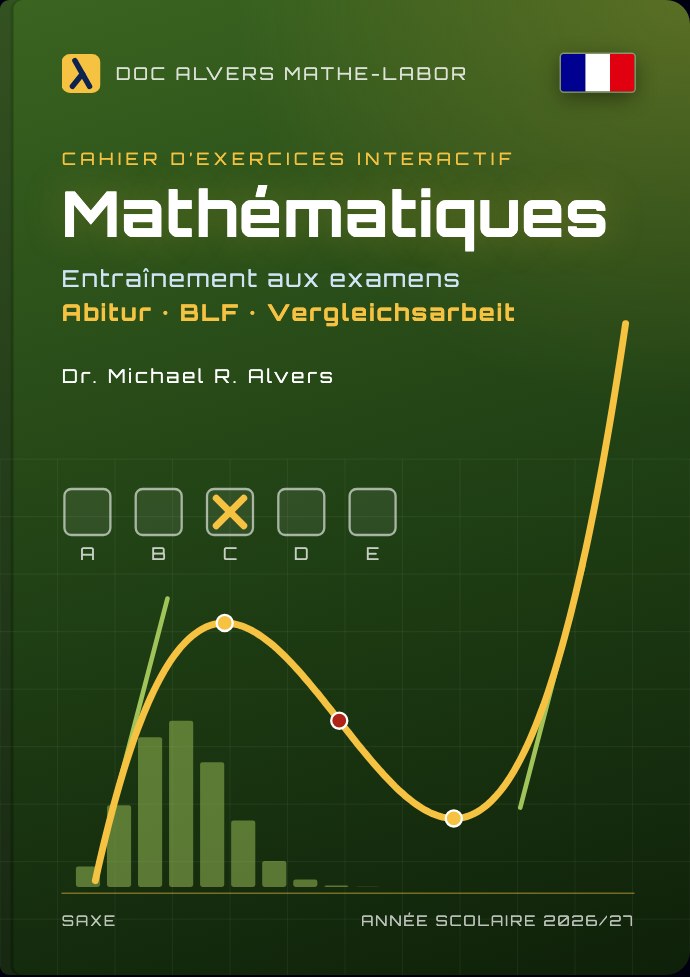 λ DOC ALVERS MATHE-LABOR
CAHIER D'EXERCICES INTERACTIF
Mathématiques
Entraînement aux examens
Abitur · BLF · Vergleichsarbeit
Dr. Michael R. Alvers
A B C D E
SAXE ANNÉE SCOLAIRE 2026/27